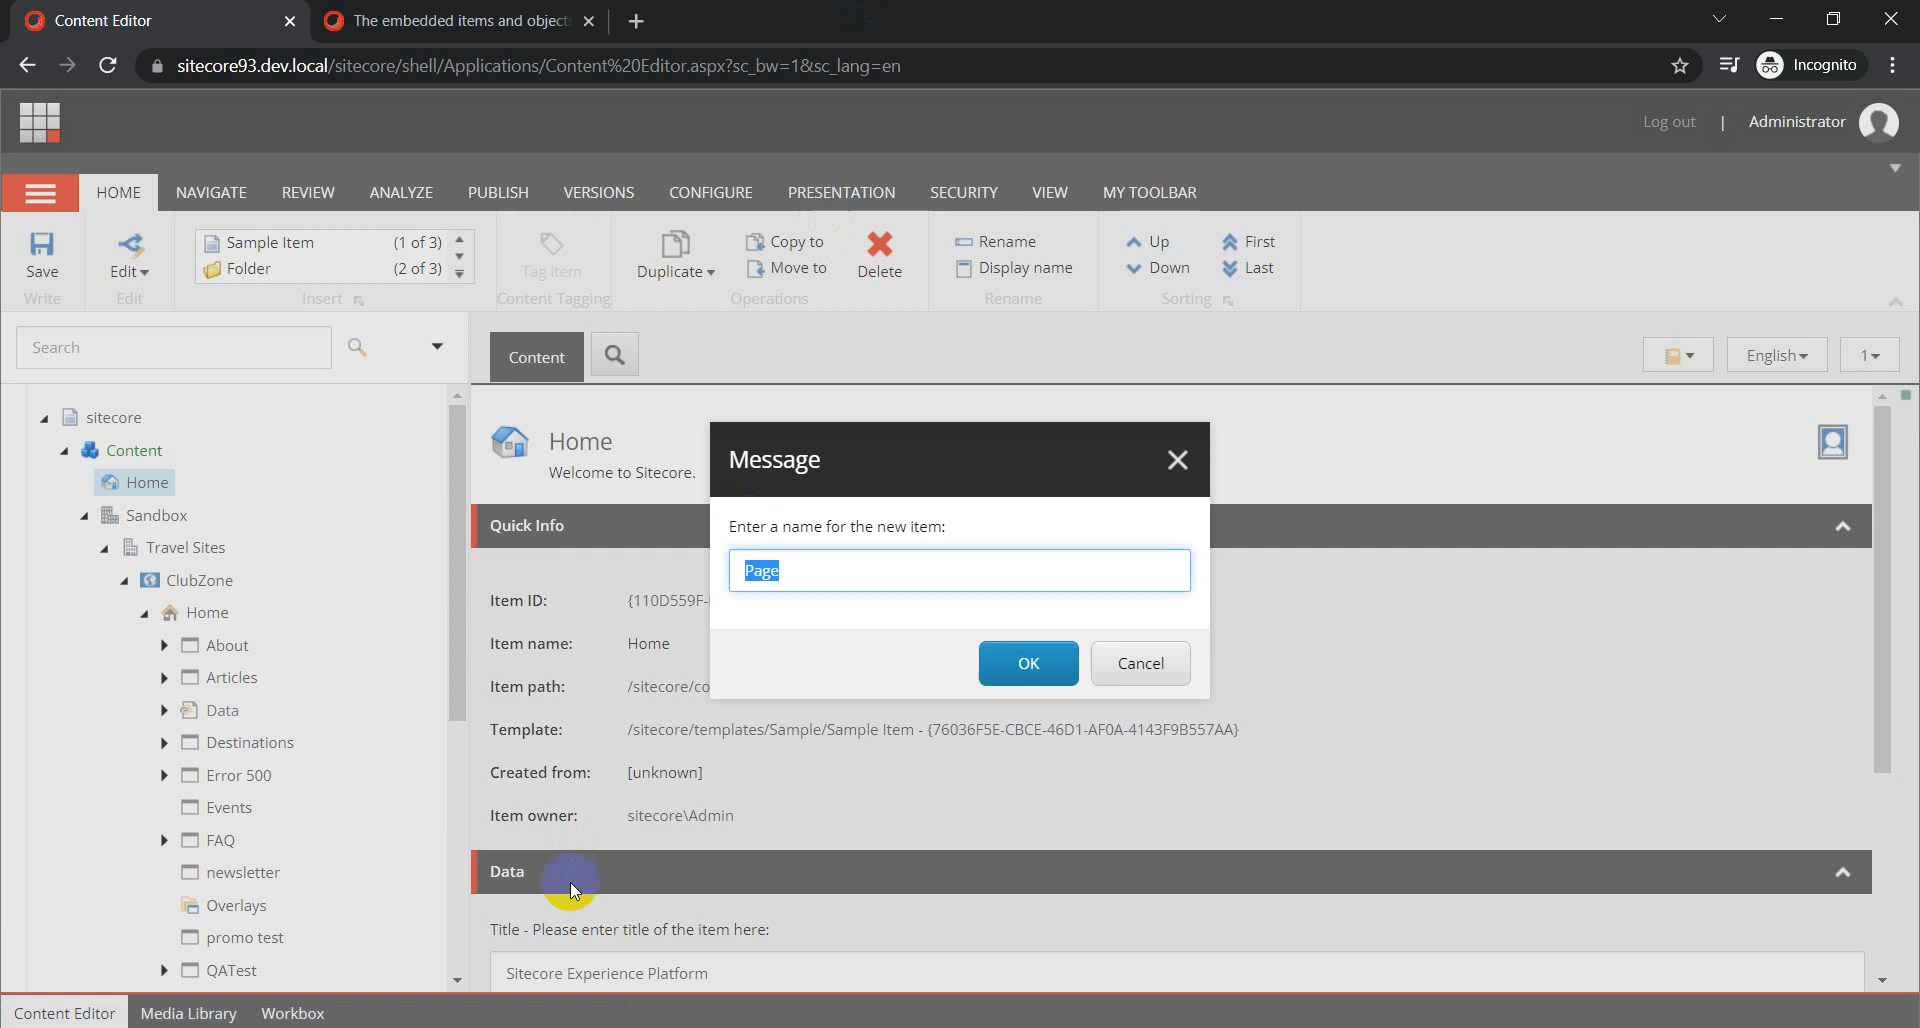 Content Editor
The embedded items and object
sitecore93.dev.local/sitecore/shell/Applications/Content%20Editor.aspx?sc_bw=1&sc_lang=en
Incognito
Log out | Administrator
HOME NAVIGATE REVIEW ANALYZE PUBLISH VERSIONS CONFIGURE PRESENTATION SECURITY VIEW MY TOOLBAR
Save
Write
Edit
Edit
Sample Item (1 of 3)
Folder (2 of 3)
Insert
Tag Item
Content Tagging
Duplicate
Copy to
Move to
Delete
Operations
Rename
Display name
Rename
Up First
Down Last
Sorting
Search
Content
English
1
sitecore
Content
Home
Sandbox
Travel Sites
ClubZone
Home
About
Articles
Data
Destinations
Error 500
Events
FAQ
newsletter
Overlays
promo test
QATest
Home
Welcome to Sitecore.
Quick Info
Item ID: {110D559F-
Item name: Home
Item path: /sitecore/co
Template: /sitecore/templates/Sample/Sample Item - {76036F5E-CBCE-46D1-AF0A-4143F9B557AA}
Created from: [unknown]
Item owner: sitecore\Admin
Data
Title - Please enter title of the item here:
Sitecore Experience Platform
Message
Enter a name for the new item:
Page
OK
Cancel
Content Editor Media Library Workbox